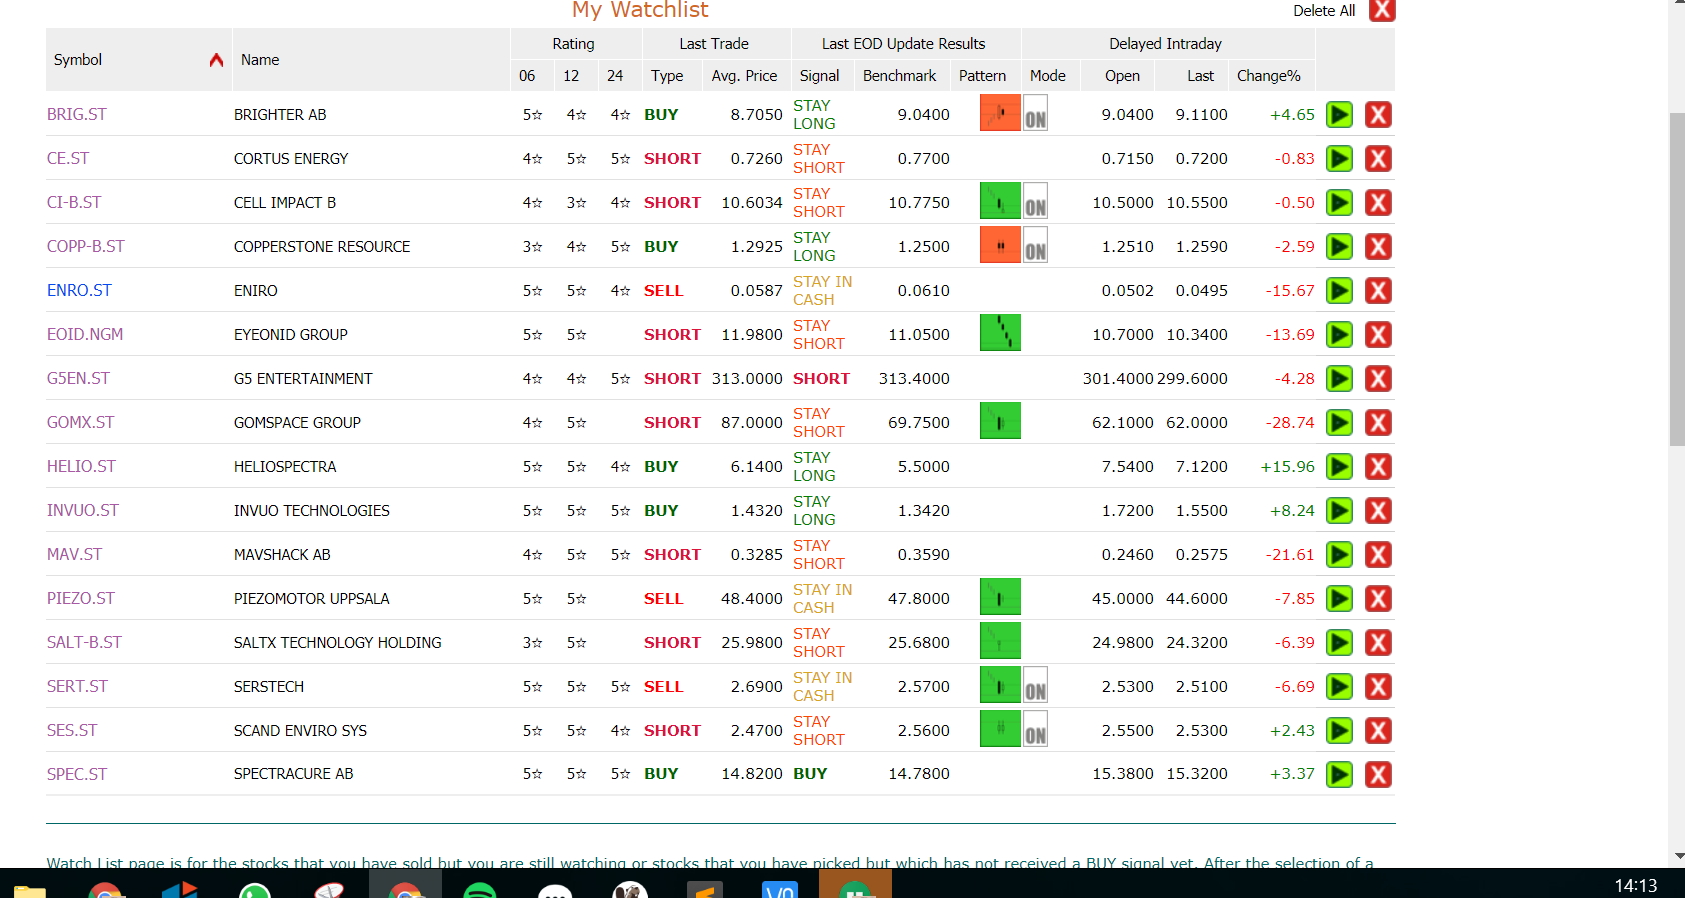 My Watchlist
Delete All X
Symbol Name Rating Last Trade Last EOD Update Results Delayed Intraday
06 12 24 Type Avg. Price Signal Benchmark Pattern Mode Open Last Change%
BRIG.ST BRIGHTER AB 5☆ 4☆ 4☆ BUY 8.7050 STAY LONG 9.0400 ON 9.0400 9.1100 +4.65 X
CE.ST CORTUS ENERGY 4☆ 5☆ 5☆ SHORT 0.7260 STAY SHORT 0.7700 0.7150 0.7200 -0.83 X
CI-B.ST CELL IMPACT B 4☆ 3☆ 4☆ SHORT 10.6034 STAY SHORT 10.7750 ON 10.5000 10.5500 -0.50 X
COPP-B.ST COPPERSTONE RESOURCE 3☆ 4☆ 5☆ BUY 1.2925 STAY LONG 1.2500 ON 1.2510 1.2590 -2.59 X
ENRO.ST ENIRO 5☆ 5☆ 4☆ SELL 0.0587 STAY IN CASH 0.0610 0.0502 0.0495 -15.67 X
EOID.NGM EYEONID GROUP 5☆ 5☆ SHORT 11.9800 STAY SHORT 11.0500 10.7000 10.3400 -13.69 X
G5EN.ST G5 ENTERTAINMENT 4☆ 4☆ 5☆ SHORT 313.0000 SHORT 313.4000 301.4000 299.6000 -4.28 X
GOMX.ST GOMSPACE GROUP 4☆ 5☆ SHORT 87.0000 STAY SHORT 69.7500 62.1000 62.0000 -28.74 X
HELIO.ST HELIOSPECTRA 5☆ 5☆ 4☆ BUY 6.1400 STAY LONG 5.5000 7.5400 7.1200 +15.96 X
INVUO.ST INVUO TECHNOLOGIES 5☆ 5☆ 5☆ BUY 1.4320 STAY LONG 1.3420 1.7200 1.5500 +8.24 X
MAV.ST MAVSHACK AB 4☆ 5☆ 5☆ SHORT 0.3285 STAY SHORT 0.3590 0.2460 0.2575 -21.61 X
PIEZO.ST PIEZOMOTOR UPPSALA 5☆ 5☆ SELL 48.4000 STAY IN CASH 47.8000 45.0000 44.6000 -7.85 X
SALT-B.ST SALTX TECHNOLOGY HOLDING 3☆ 5☆ SHORT 25.9800 STAY SHORT 25.6800 24.9800 24.3200 -6.39 X
SERT.ST SERSTECH 5☆ 5☆ 5☆ SELL 2.6900 STAY IN CASH 2.5700 ON 2.5300 2.5100 -6.69 X
SES.ST SCAND ENVIRO SYS 5☆ 5☆ 4☆ SHORT 2.4700 STAY SHORT 2.5600 ON 2.5500 2.5300 +2.43 X
SPEC.ST SPECTRACURE AB 5☆ 5☆ 5☆ BUY 14.8200 BUY 14.7800 15.3800 15.3200 +3.37 X
Watch List page is for the stocks that you have sold but you are still watching or stocks that you have picked but which has not received a BUY signal yet. After the selection of a
14:13